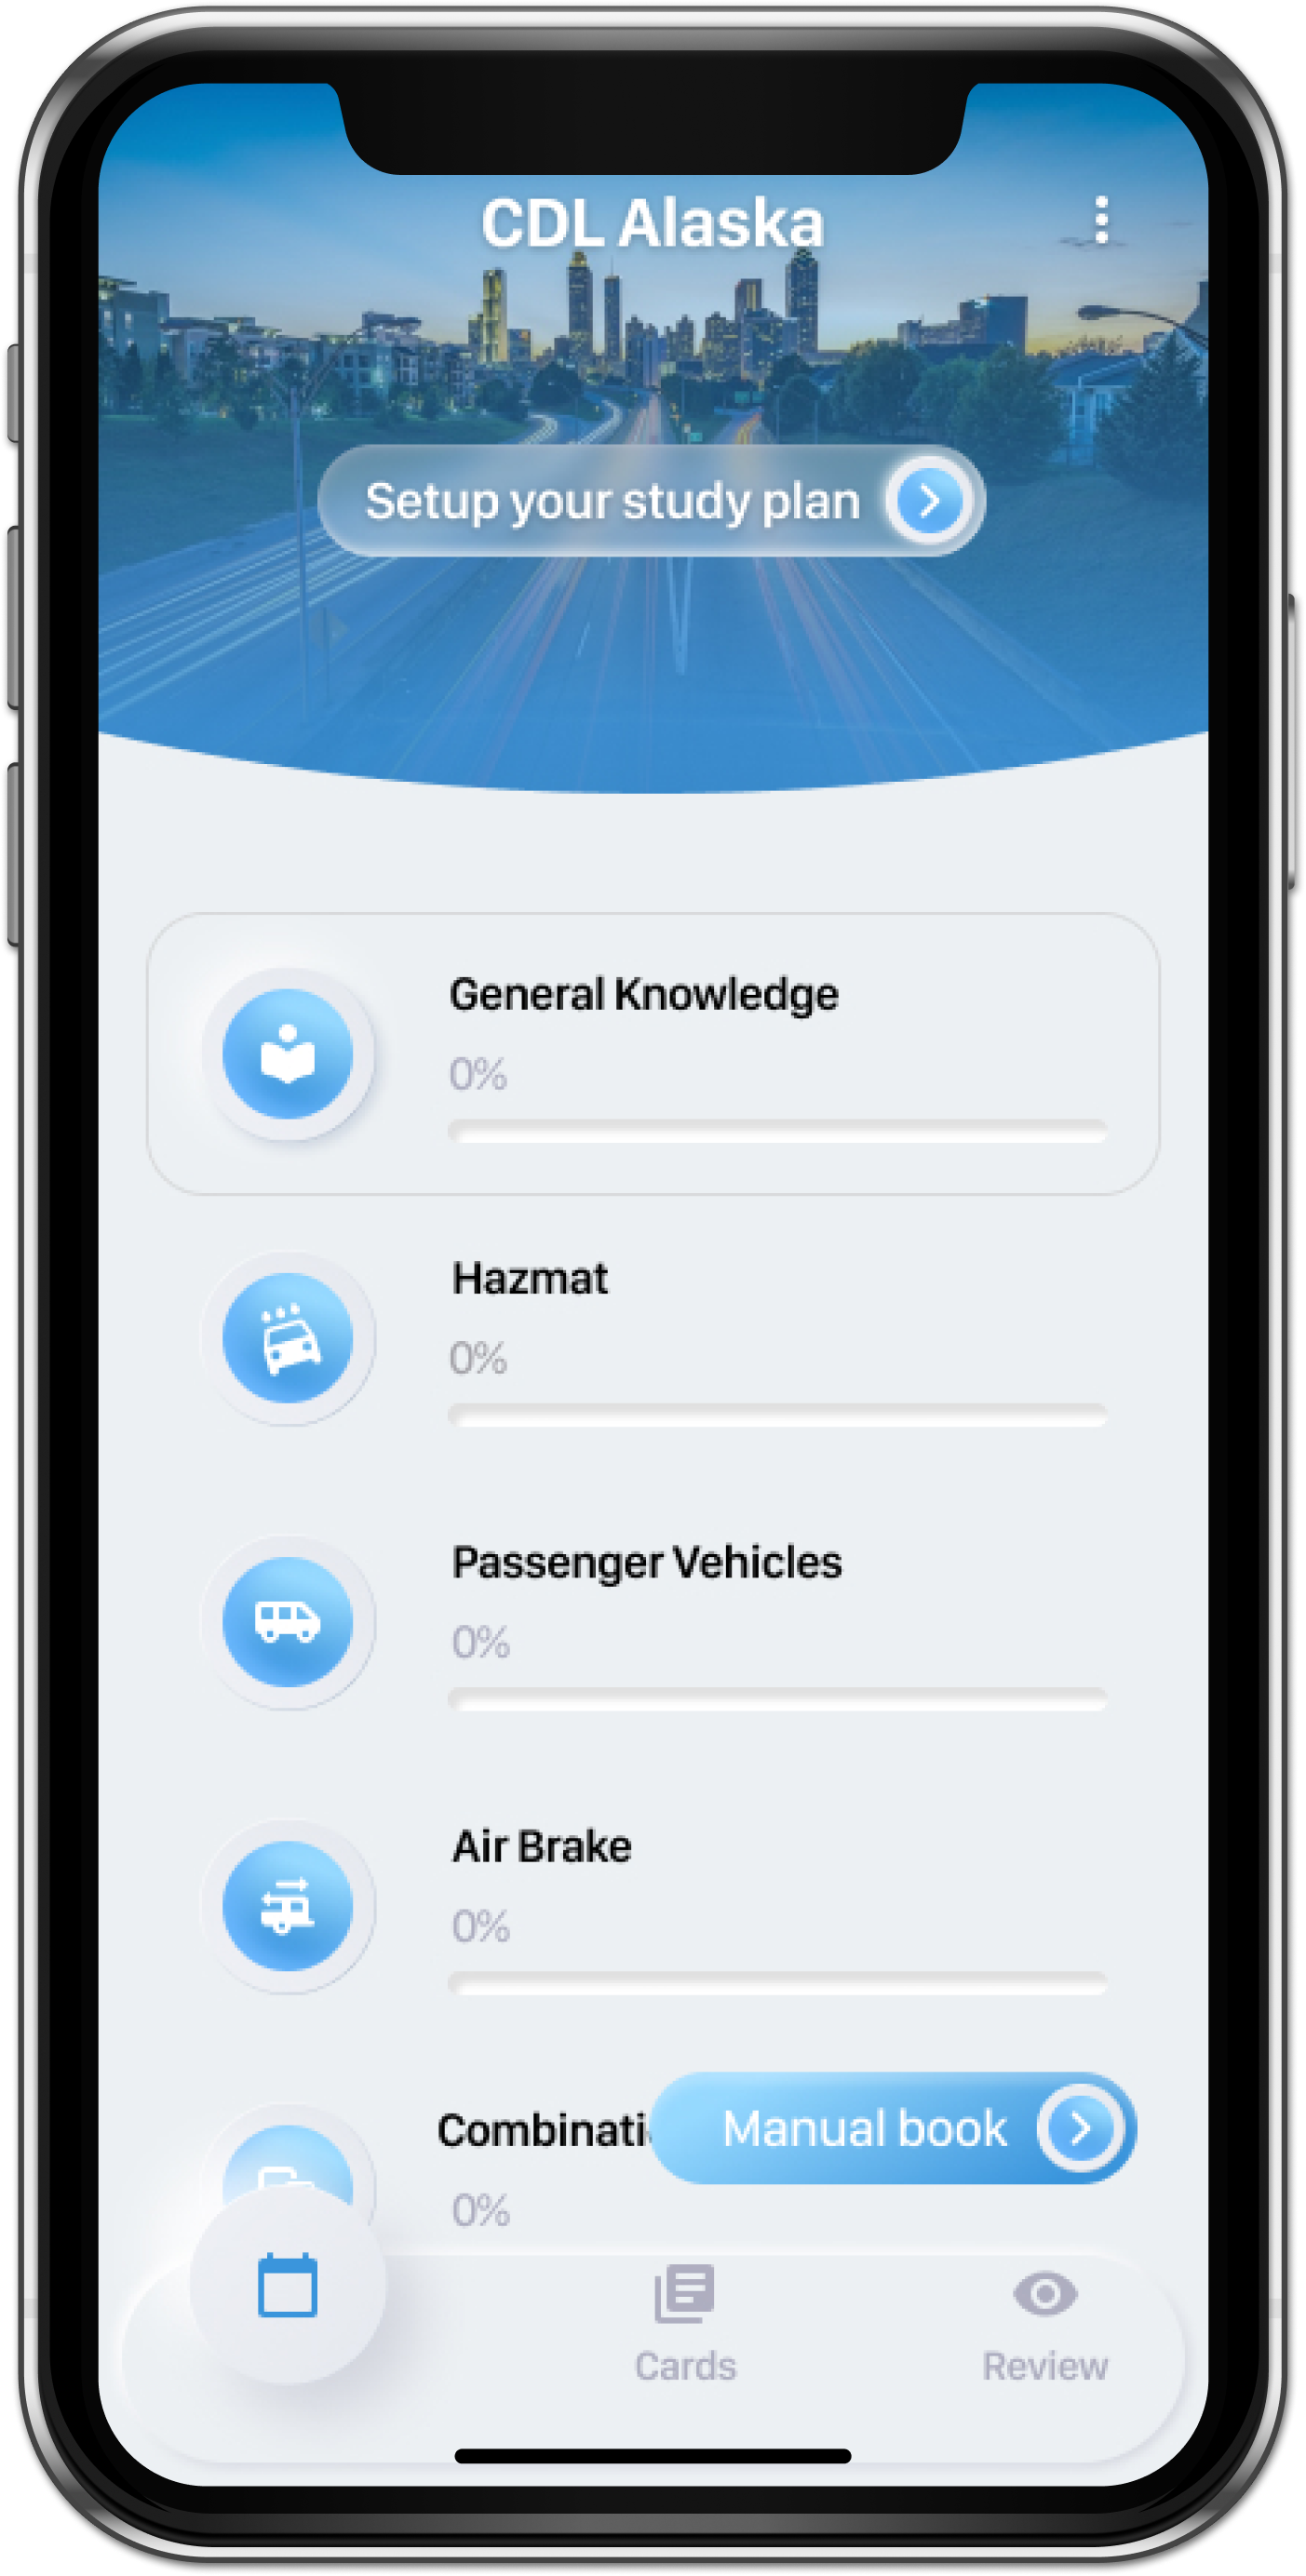 CDL Alaska
Setup your study plan
General Knowledge
0%
Hazmat
0%
Passenger Vehicles
0%
Air Brake
0%
Manual book
0%
Cards
Review